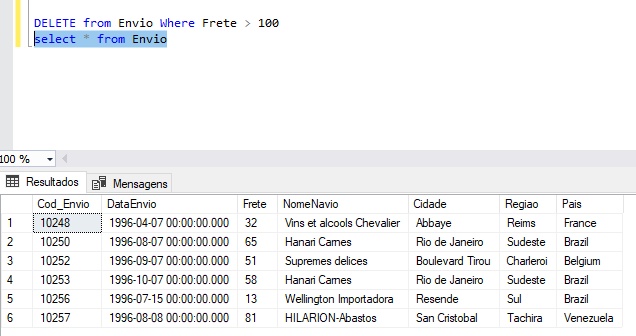 DELETE from Envio Where Frete > 100
select * from Envio
100 %
Resultados Mensagens
Cod_Envio DataEnvio Frete NomeNavio Cidade Regiao Pais
1 10248 1996-04-07 00:00:00.000 32 Vins et alcools Chevalier Abbaye Reims France
2 10250 1996-08-07 00:00:00.000 65 Hanari Carnes Rio de Janeiro Sudeste Brazil
3 10252 1996-09-07 00:00:00.000 51 Supremes delices Boulevard Tirou Charleroi Belgium
4 10253 1996-10-07 00:00:00.000 58 Hanari Carnes Rio de Janeiro Sudeste Brazil
5 10256 1996-07-15 00:00:00.000 13 Wellington Importadora Resende Sul Brazil
6 10257 1996-08-08 00:00:00.000 81 HILARION-Abastos San Cristobal Tachira Venezuela